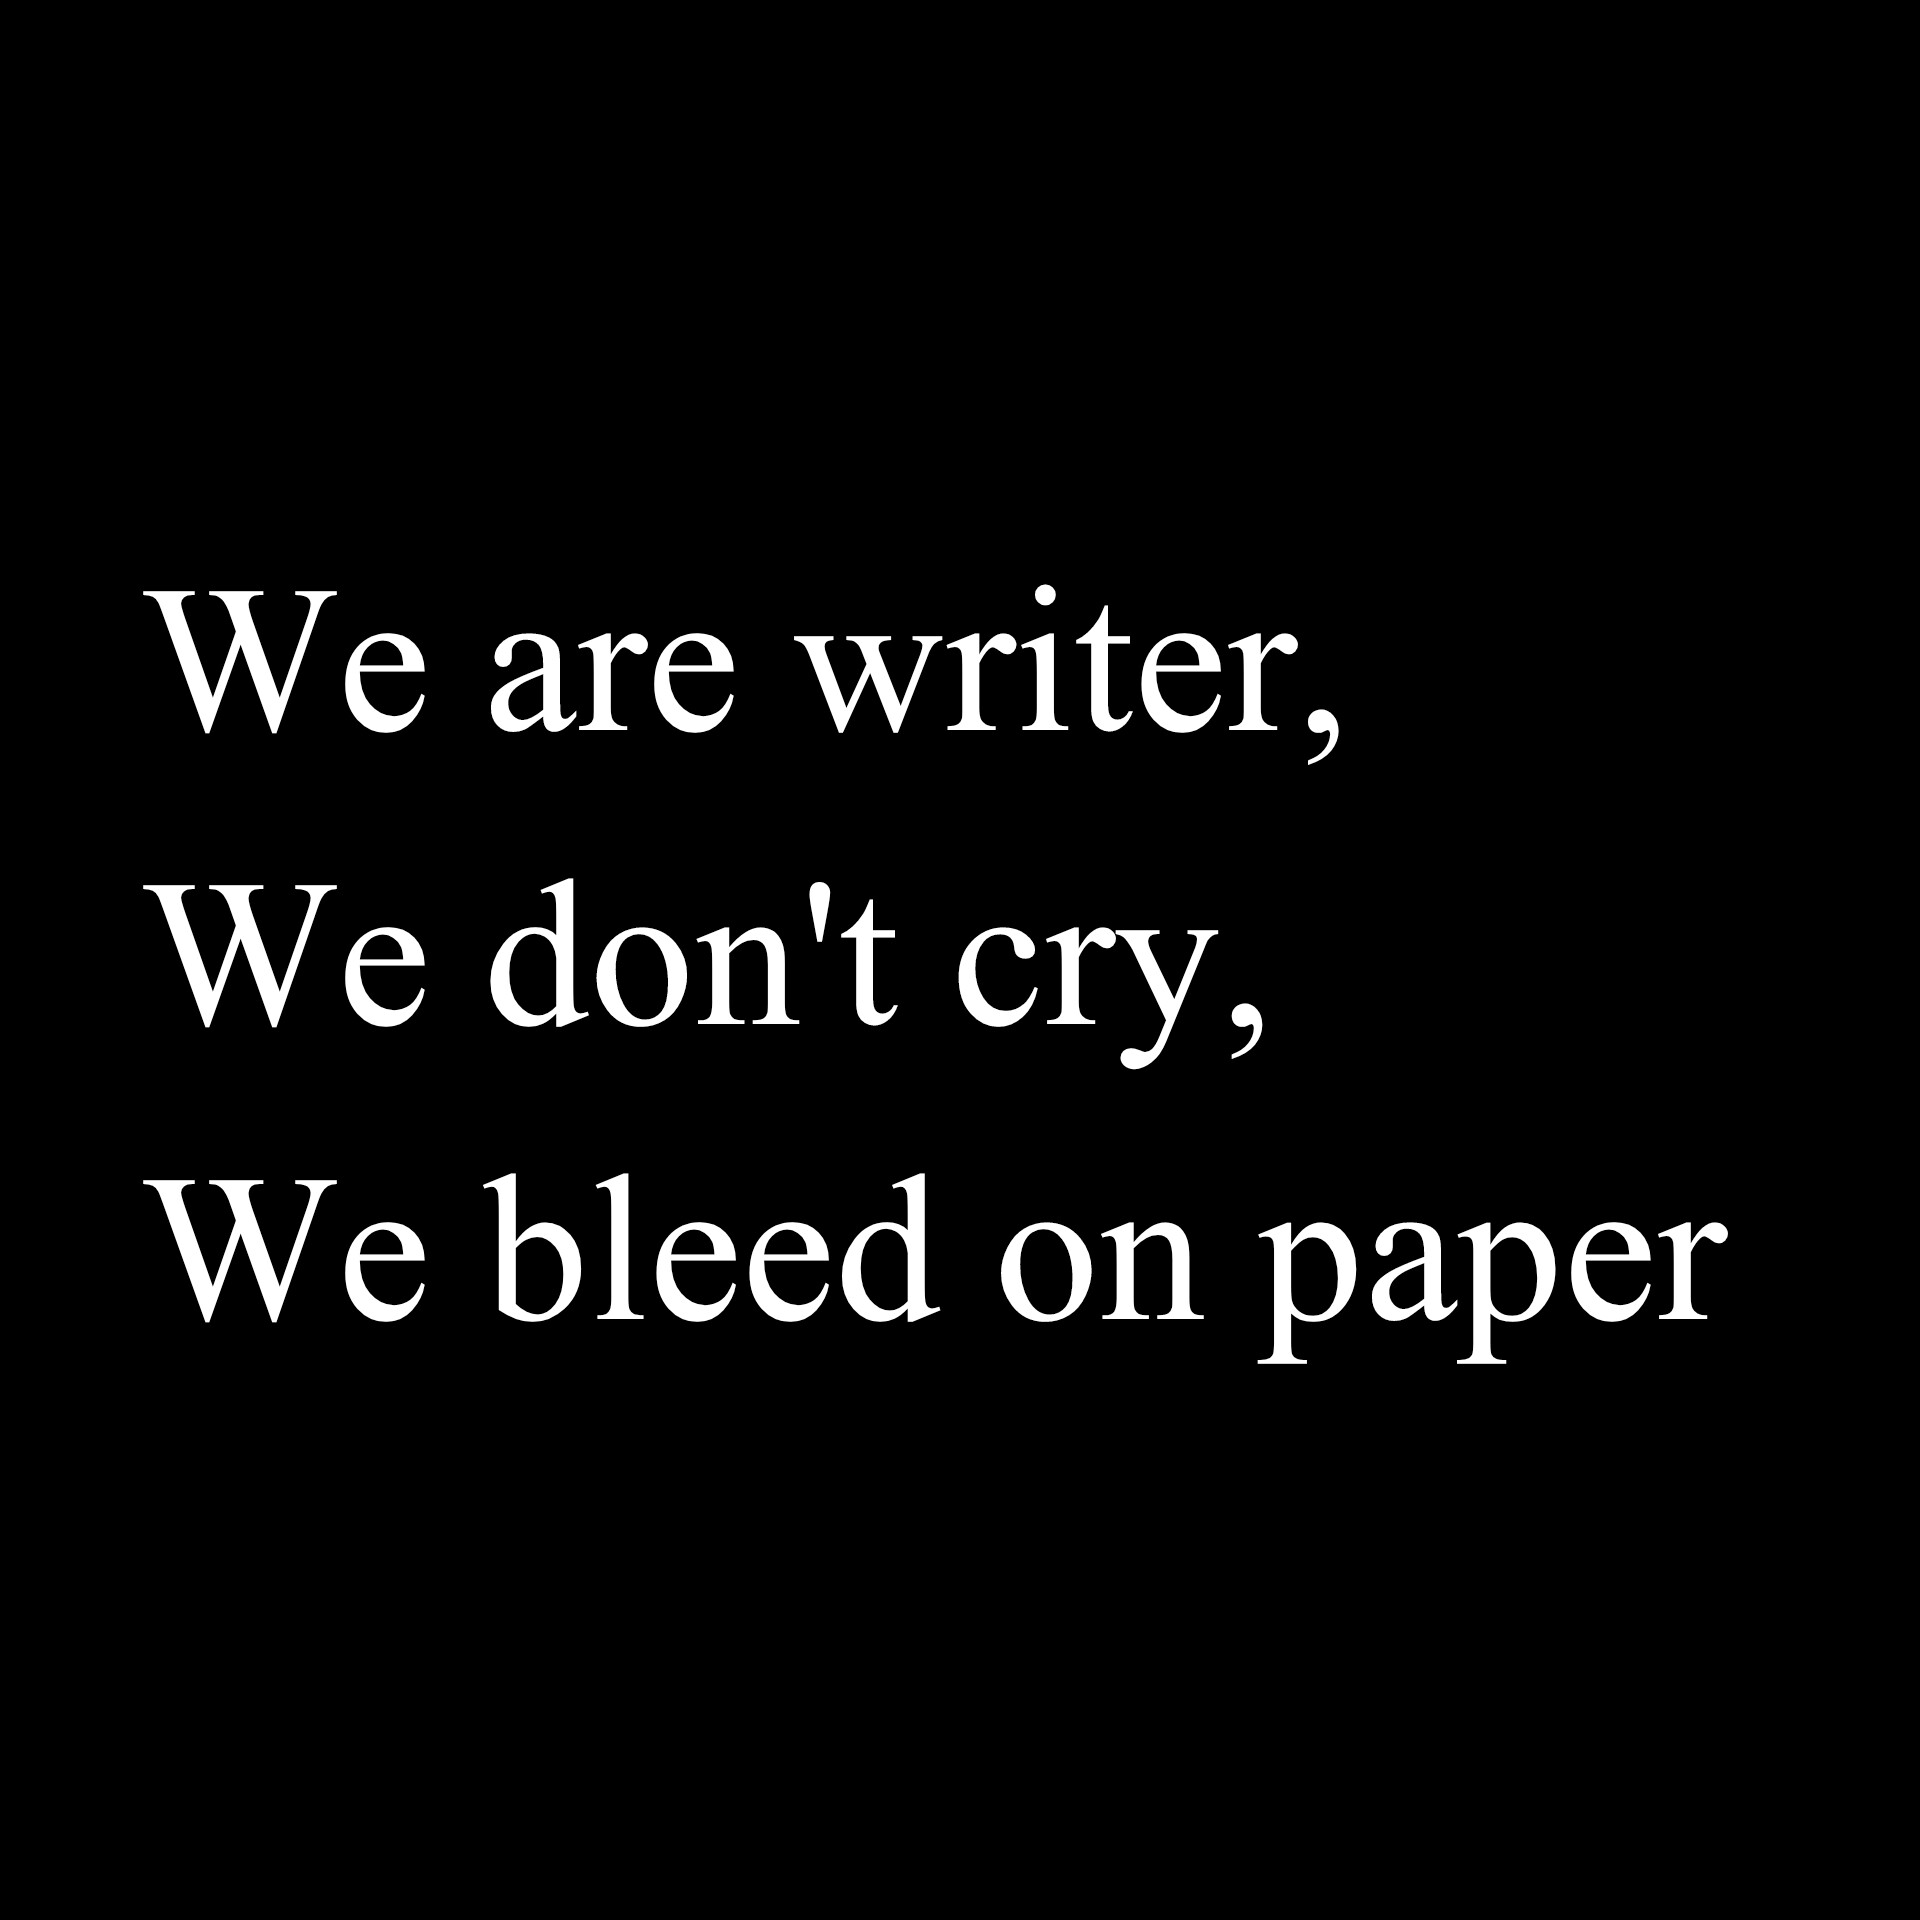 We are writer,
We don't cry,
We bleed on paper